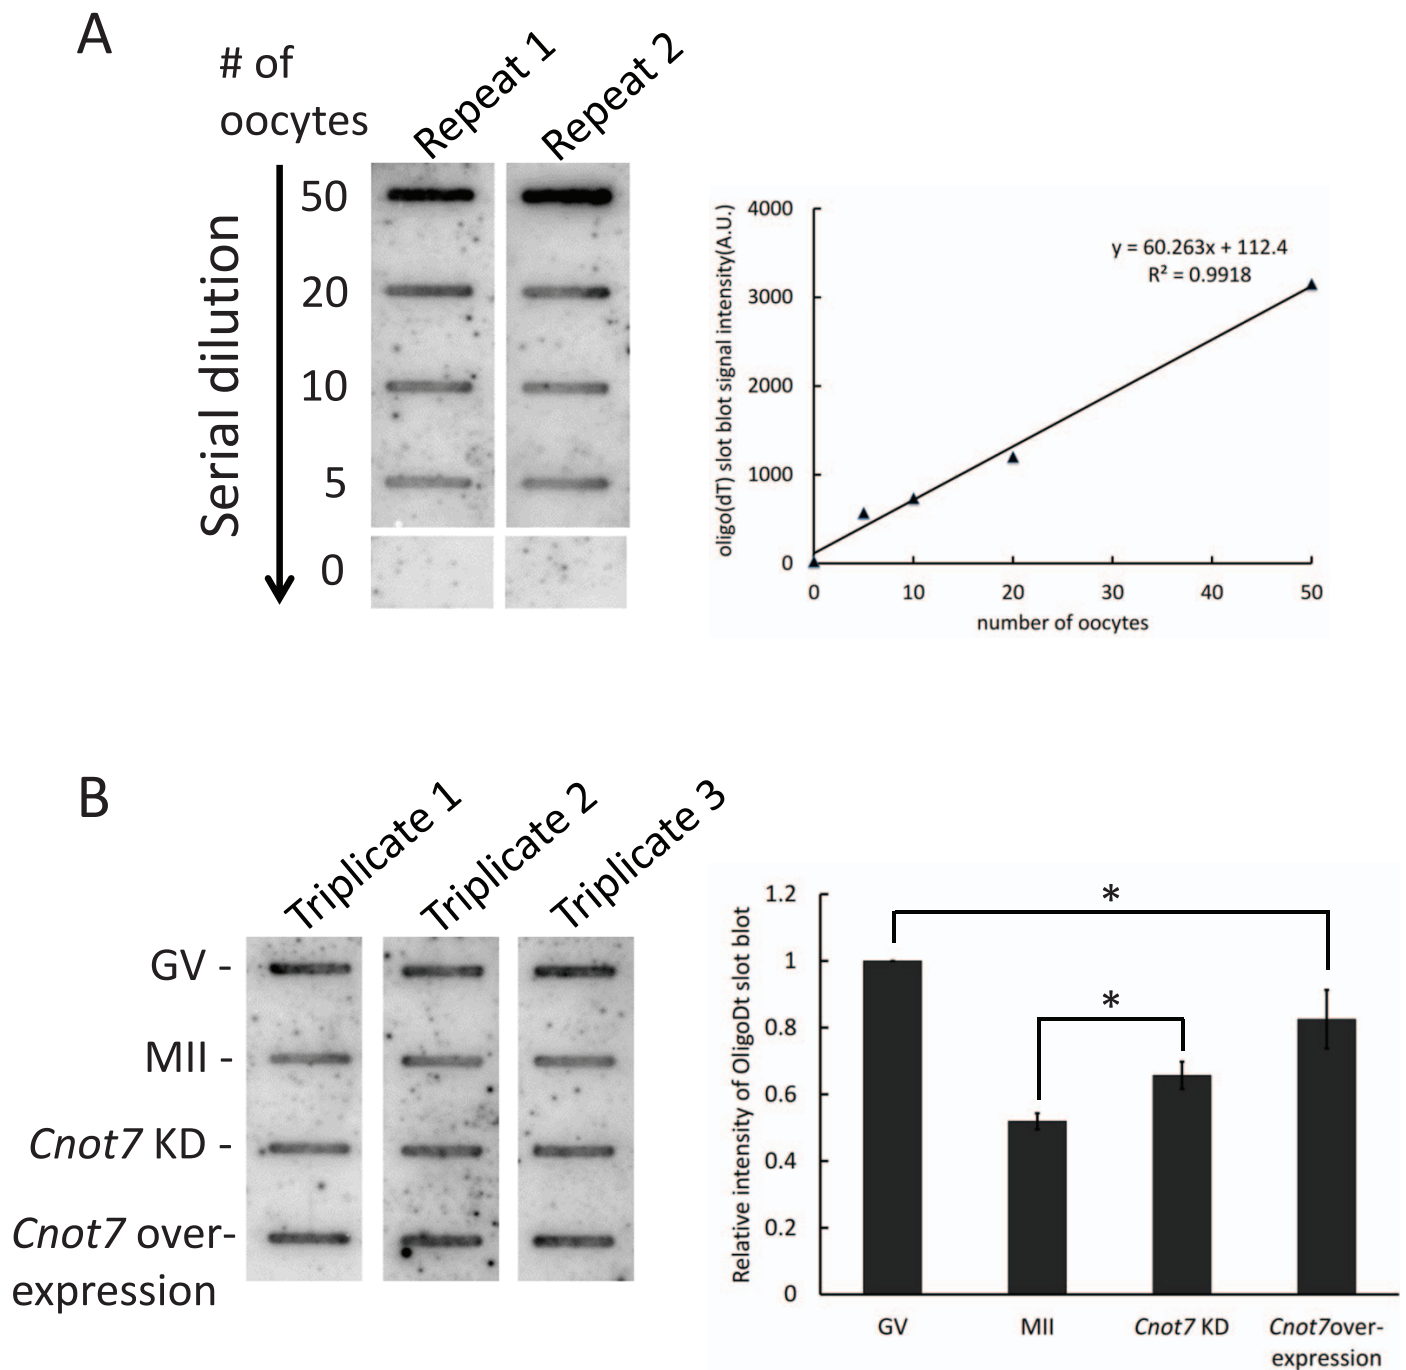 A
# of
oocytes
Repeat 1
Repeat 2
Serial dilution
50
20
10
5
0
oligo(dT) slot blot signal intensity(A.U.)
4000
3000
2000
1000
0
y = 60.263x + 112.4
R² = 0.9918
0 10 20 30 40 50
number of oocytes
B
Triplicate 1
Triplicate 2
Triplicate 3
GV -
MII -
Cnot7 KD -
Cnot7 over-
expression
Relative intensity of OligoDt slot blot
1.2
1
0.8
0.6
0.4
0.2
0
*
*
GV MII Cnot7 KD Cnot7over-
expression